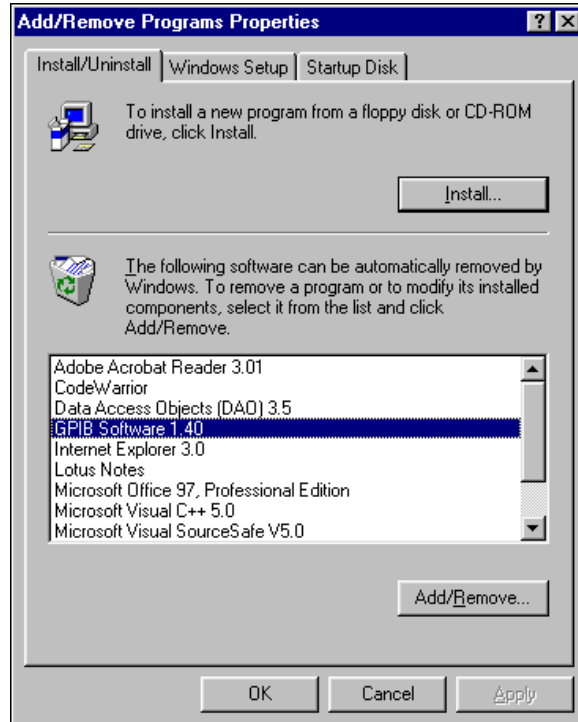 Add/Remove Programs Properties
Install/Uninstall
Windows Setup
Startup Disk
To install a new program from a floppy disk or CD-ROM
drive, click Install.
Install...
The following software can be automatically removed by
Windows. To remove a program or to modify its installed
components, select it from the list and click
Add/Remove.
Adobe Acrobat Reader 3.01
CodeWarrior
Data Access Objects (DAO) 3.5
GPIB Software 1.40
Internet Explorer 3.0
Lotus Notes
Microsoft Office 97, Professional Edition
Microsoft Visual C++ 5.0
Microsoft Visual SourceSafe V5.0
Add/Remove...
OK
Cancel
Apply